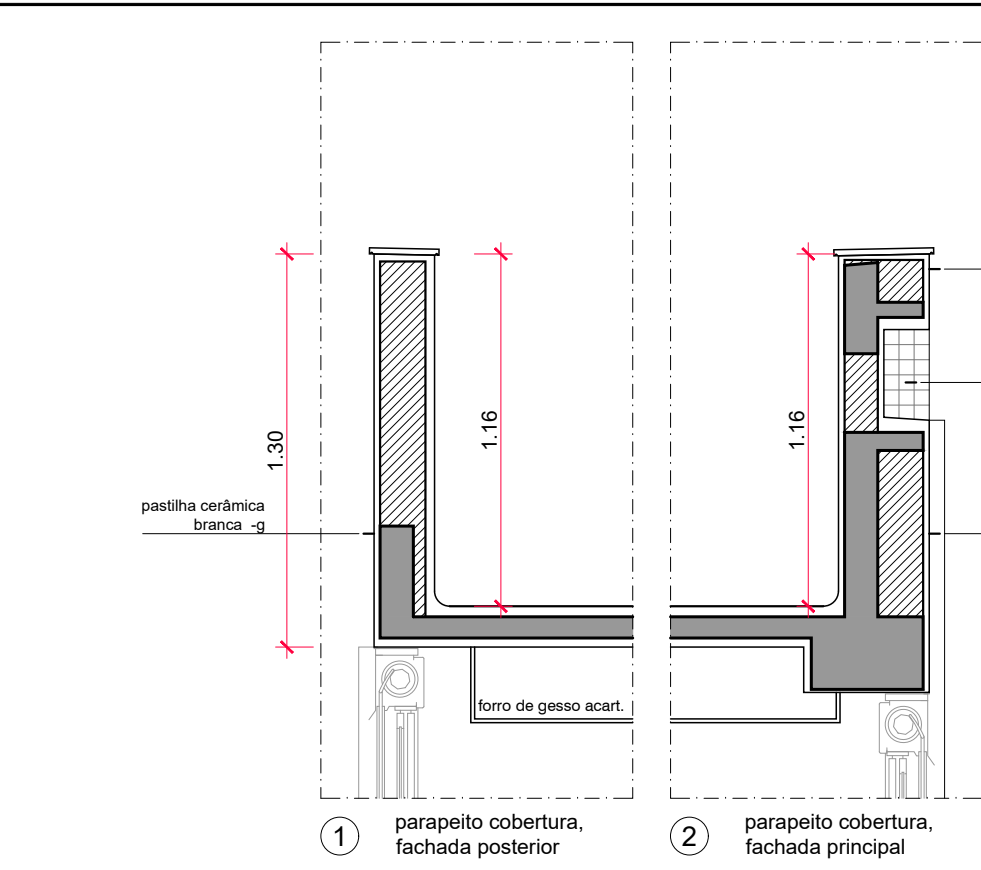 1.30
1.16
1.16
pastilha cerâmica
branca -g
forro de gesso acart.
1 parapeito cobertura,
fachada posterior
2 parapeito cobertura,
fachada principal